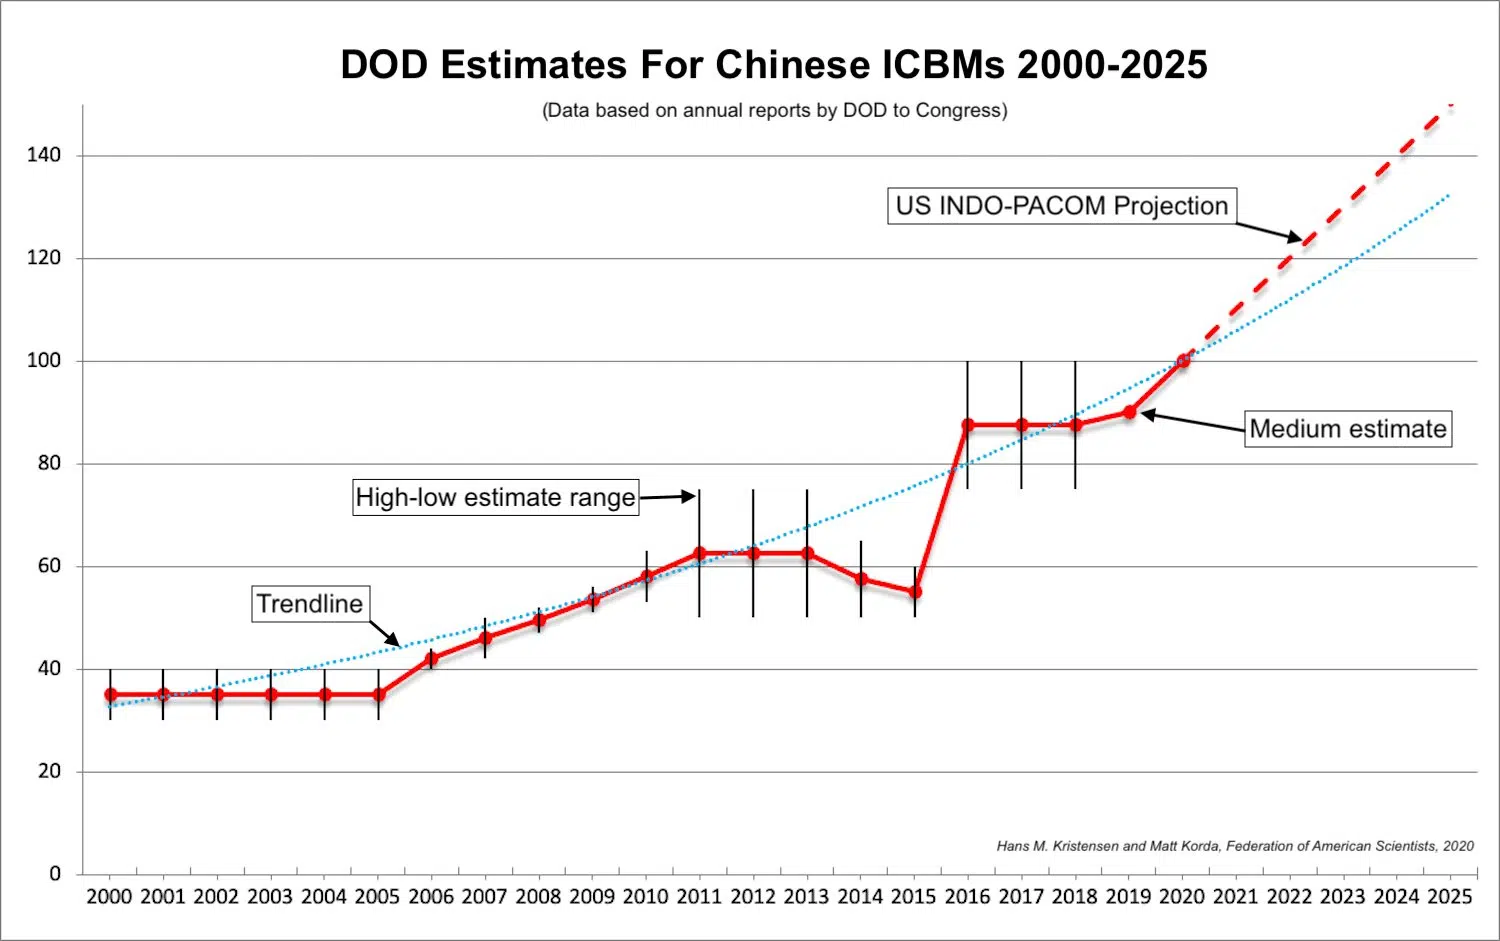 DOD Estimates For Chinese ICBMs 2000-2025
(Data based on annual reports by DOD to Congress)
140
US INDO-PACOM Projection
120
100
Medium estimate
80
High-low estimate range
60
Trendline
40
20
Hans M. Kristensen and Matt Korda, Federation of American Scientists, 2020
0
2000 2001 2002 2003 2004 2005 2006 2007 2008 2009 2010 2011 2012 2013 2014 2015 2016 2017 2018 2019 2020 2021 2022 2023 2024 2025